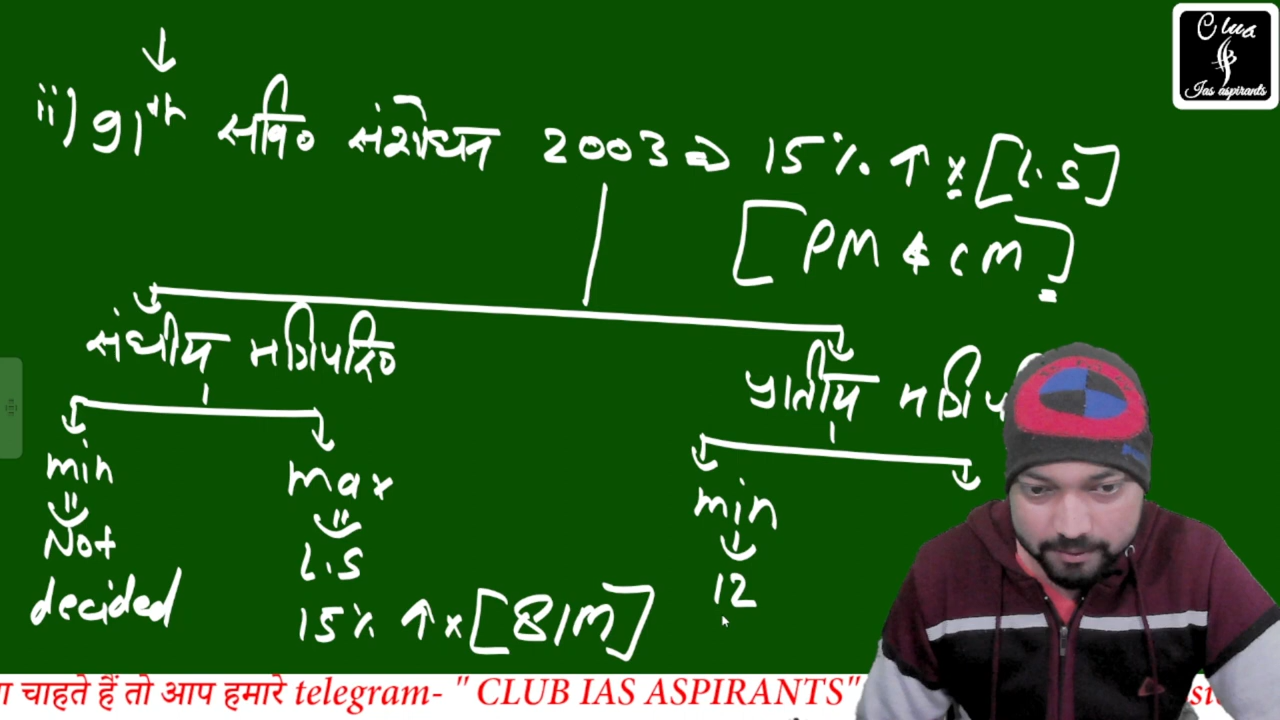 Clua
Ias aspirants
ii) 91th संवि० संशोधन 2003 ⇒ 15% ↑ x [L.S]
[PM & CM]
संघीय मंत्रिपरि०
प्रांतीय मंत्रिप
min
max
min
Not
decided
L.S
15% ↑ x [81M]
12
ा चाहते हैं तो आप हमारे telegram- " CLUB IAS ASPIRANTS"